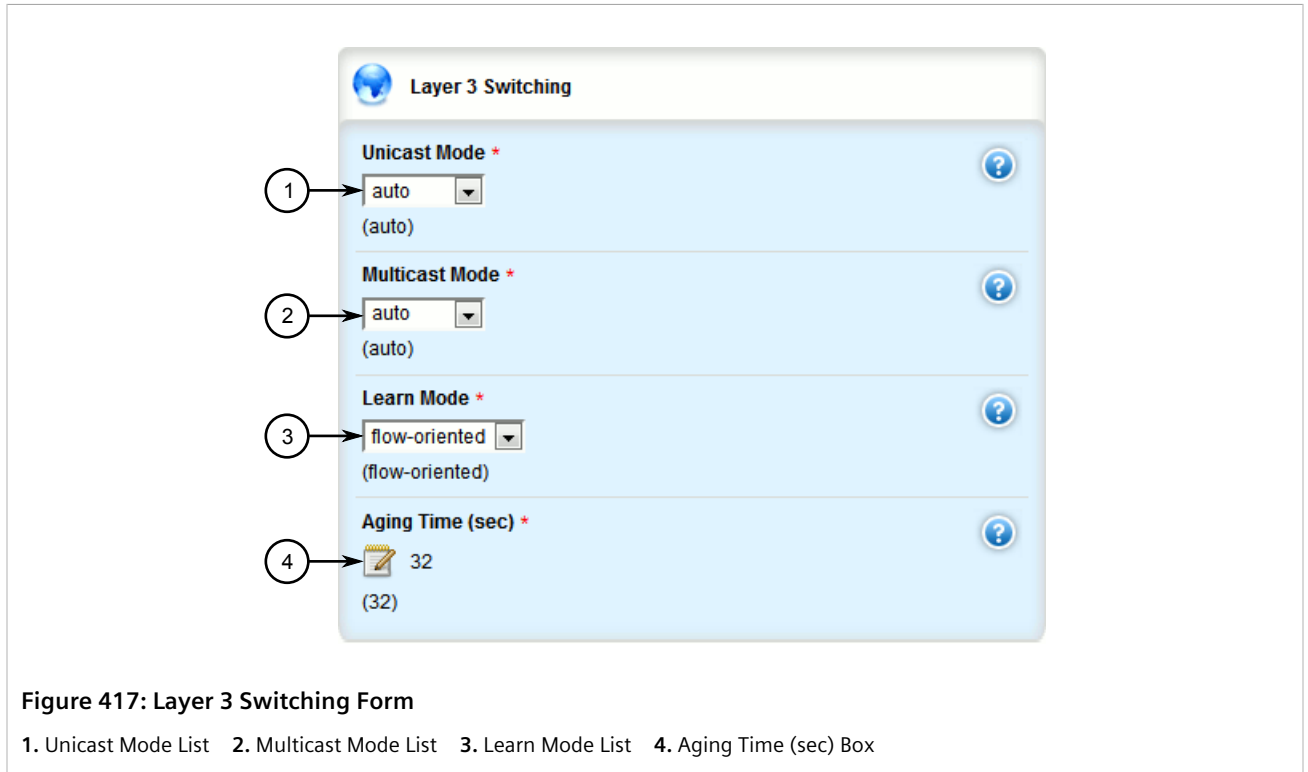 Layer 3 Switching
Unicast Mode *
1
auto
(auto)
Multicast Mode *
2
auto
(auto)
Learn Mode *
3
flow-oriented
(flow-oriented)
Aging Time (sec) *
4
32
(32)
?
?
?
?
Figure 417: Layer 3 Switching Form
1. Unicast Mode List 2. Multicast Mode List 3. Learn Mode List 4. Aging Time (sec) Box